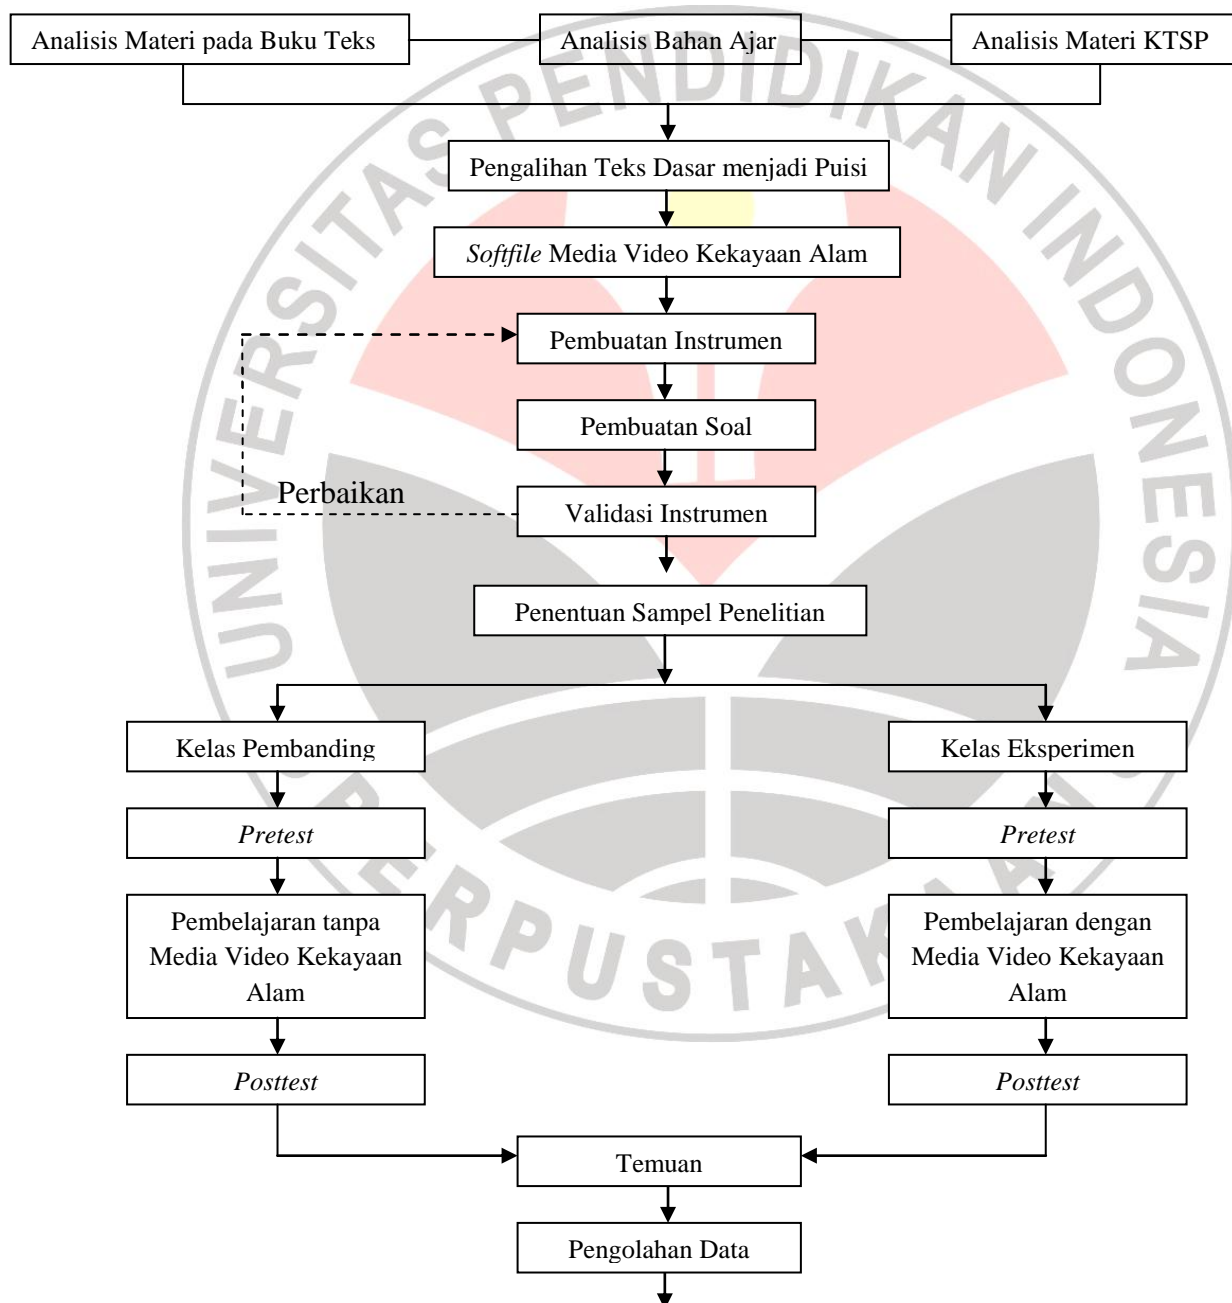 Analisis Materi pada Buku Teks
Analisis Bahan Ajar
Analisis Materi KTSP
Pengalihan Teks Dasar menjadi Puisi
Softfile Media Video Kekayaan Alam
Pembuatan Instrumen
Pembuatan Soal
Perbaikan
Validasi Instrumen
Penentuan Sampel Penelitian
Kelas Pembanding
Kelas Eksperimen
Pretest
Pretest
Pembelajaran tanpa
Media Video Kekayaan
Alam
Pembelajaran dengan
Media Video Kekayaan
Alam
Posttest
Posttest
Temuan
Pengolahan Data
UNIVERSITAS PENDIDIKAN INDONESIA
PERPUSTAKAAN